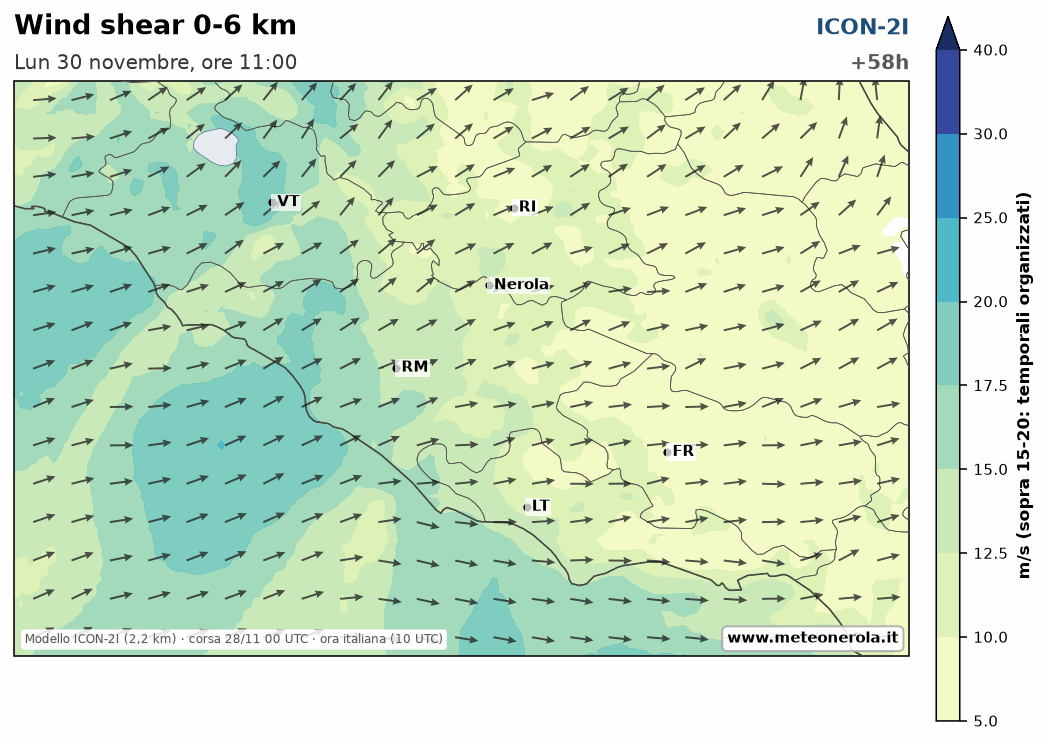 Wind shear 0-6 km
ICON-2I
Lun 30 novembre, ore 11:00
+58h
VT
RI
Nerola
RM
FR
LT
Modello ICON-2I (2,2 km) · corsa 28/11 00 UTC · ora italiana (10 UTC)
www.meteonerola.it
40.0
30.0
25.0
20.0
17.5
15.0
12.5
10.0
5.0
m/s (sopra 15-20: temporali organizzati)